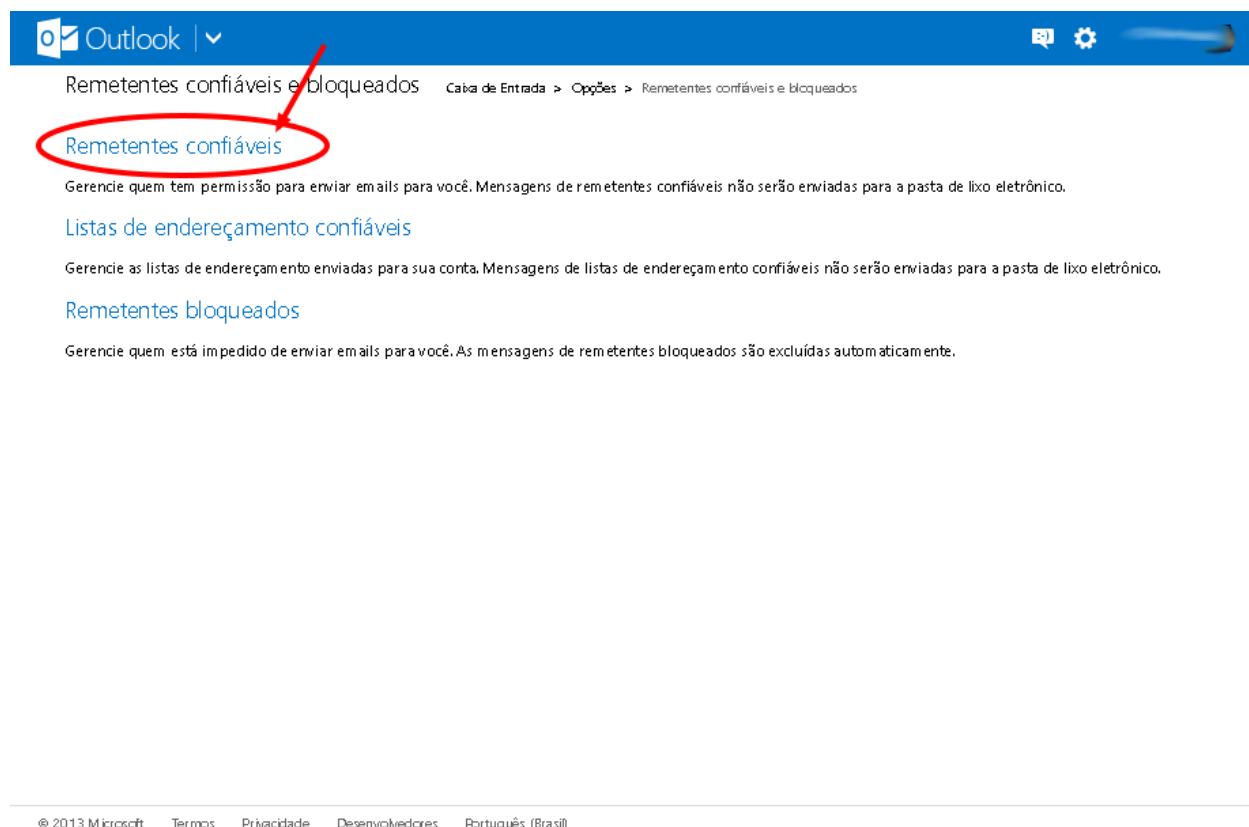 Outlook
Remetentes confiáveis e bloqueados Caixa de Entrada > Opções > Remetentes confiáveis e bloqueados
Remetentes confiáveis
Gerencie quem tem permissão para enviar emails para você. Mensagens de remetentes confiáveis não serão enviadas para a pasta de lixo eletrônico.
Listas de endereçamento confiáveis
Gerencie as listas de endereçamento enviadas para sua conta. Mensagens de listas de endereçamento confiáveis não serão enviadas para a pasta de lixo eletrônico.
Remetentes bloqueados
Gerencie quem está impedido de enviar emails para você. As mensagens de remetentes bloqueados são excluídas automaticamente.
© 2013 Microsoft Termos Privacidade Desenvolvedores Português (Brasil)